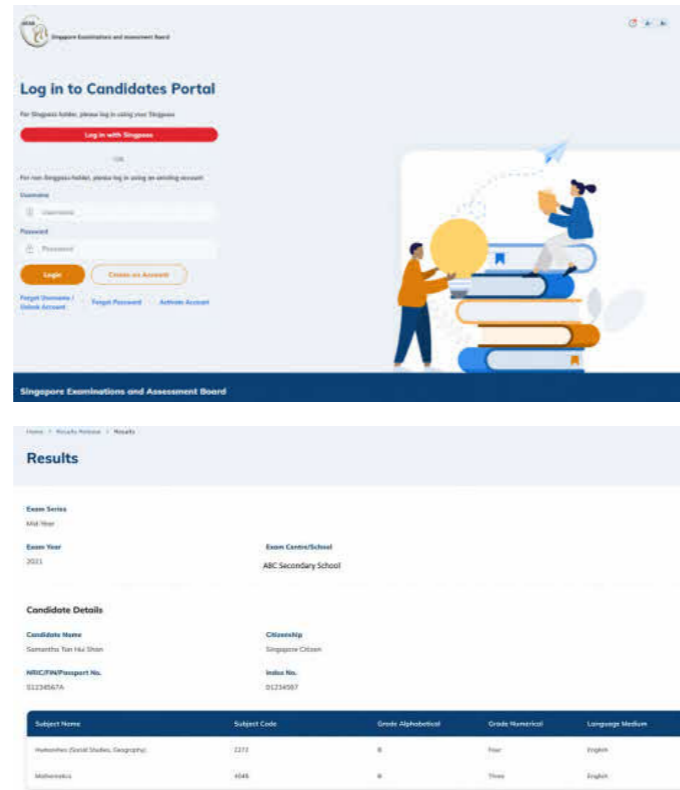 SEAB
Singapore Examinations and Assessment Board
A- A+
Log in to Candidates Portal
For Singpass holder, please log in using your Singpass
Log in with Singpass
OR
For non-Singpass holder, please log in using an existing account
Username
Username
Password
Password
Login
Create an Account
Forgot Username /
Unlock Account
Forgot Password
Activate Account
Singapore Examinations and Assessment Board
Home > Results Release > Results
Results
Exam Series
Mid-Year
Exam Year Exam Centre/School
2021 ABC Secondary School
Candidate Details
Candidate Name Citizenship
Samantha Tan Hui Shan Singapore Citizen
NRIC/FIN/Passport No. Index No.
S1234567A 01234567
Subject Name Subject Code Grade Alphabetical Grade Numerical Language Medium
Humanities (Social Studies, Geography) 2272 B Four English
Mathematics 4048 B Three English